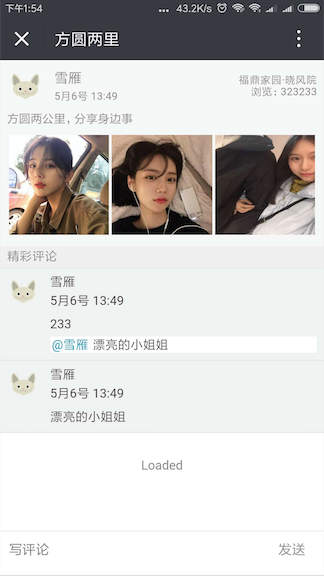 下午1:54
43.2K/s
81
方圆两里
雪雁
5月6号 13:49
福鼎家园·晓风院
浏览: 323233
方圆两公里，分享身边事
精彩评论
雪雁
5月6号 13:49
233
@雪雁 漂亮的小姐姐
雪雁
5月6号 13:49
漂亮的小姐姐
Loaded
写评论
发送